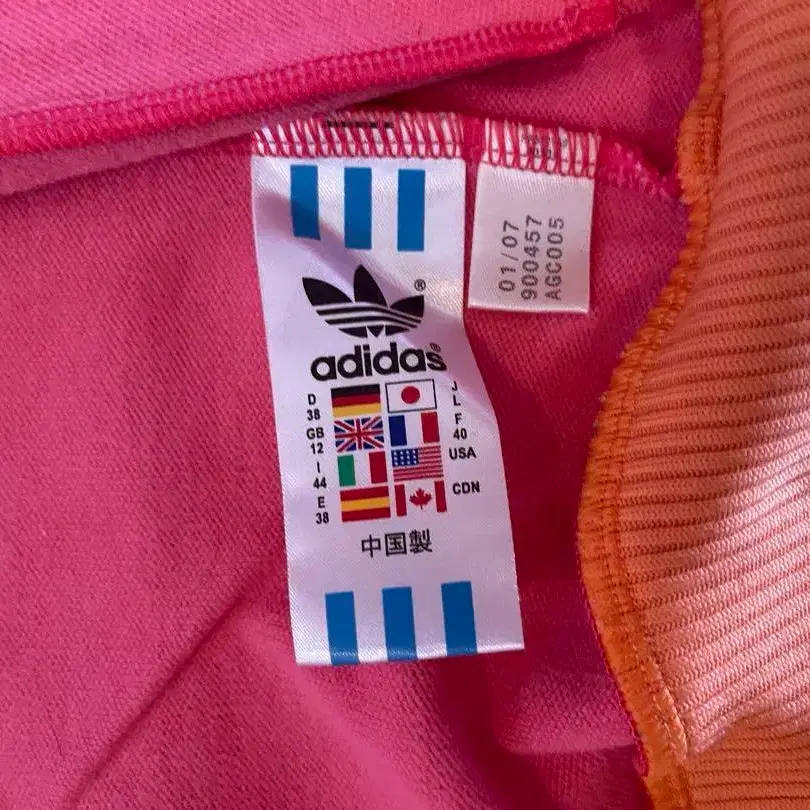 ®
adidas®
D
38
J
L
GB
12
F
40
I
44
USA
E
38
CDN
中国製
01/07
900457
AGC005